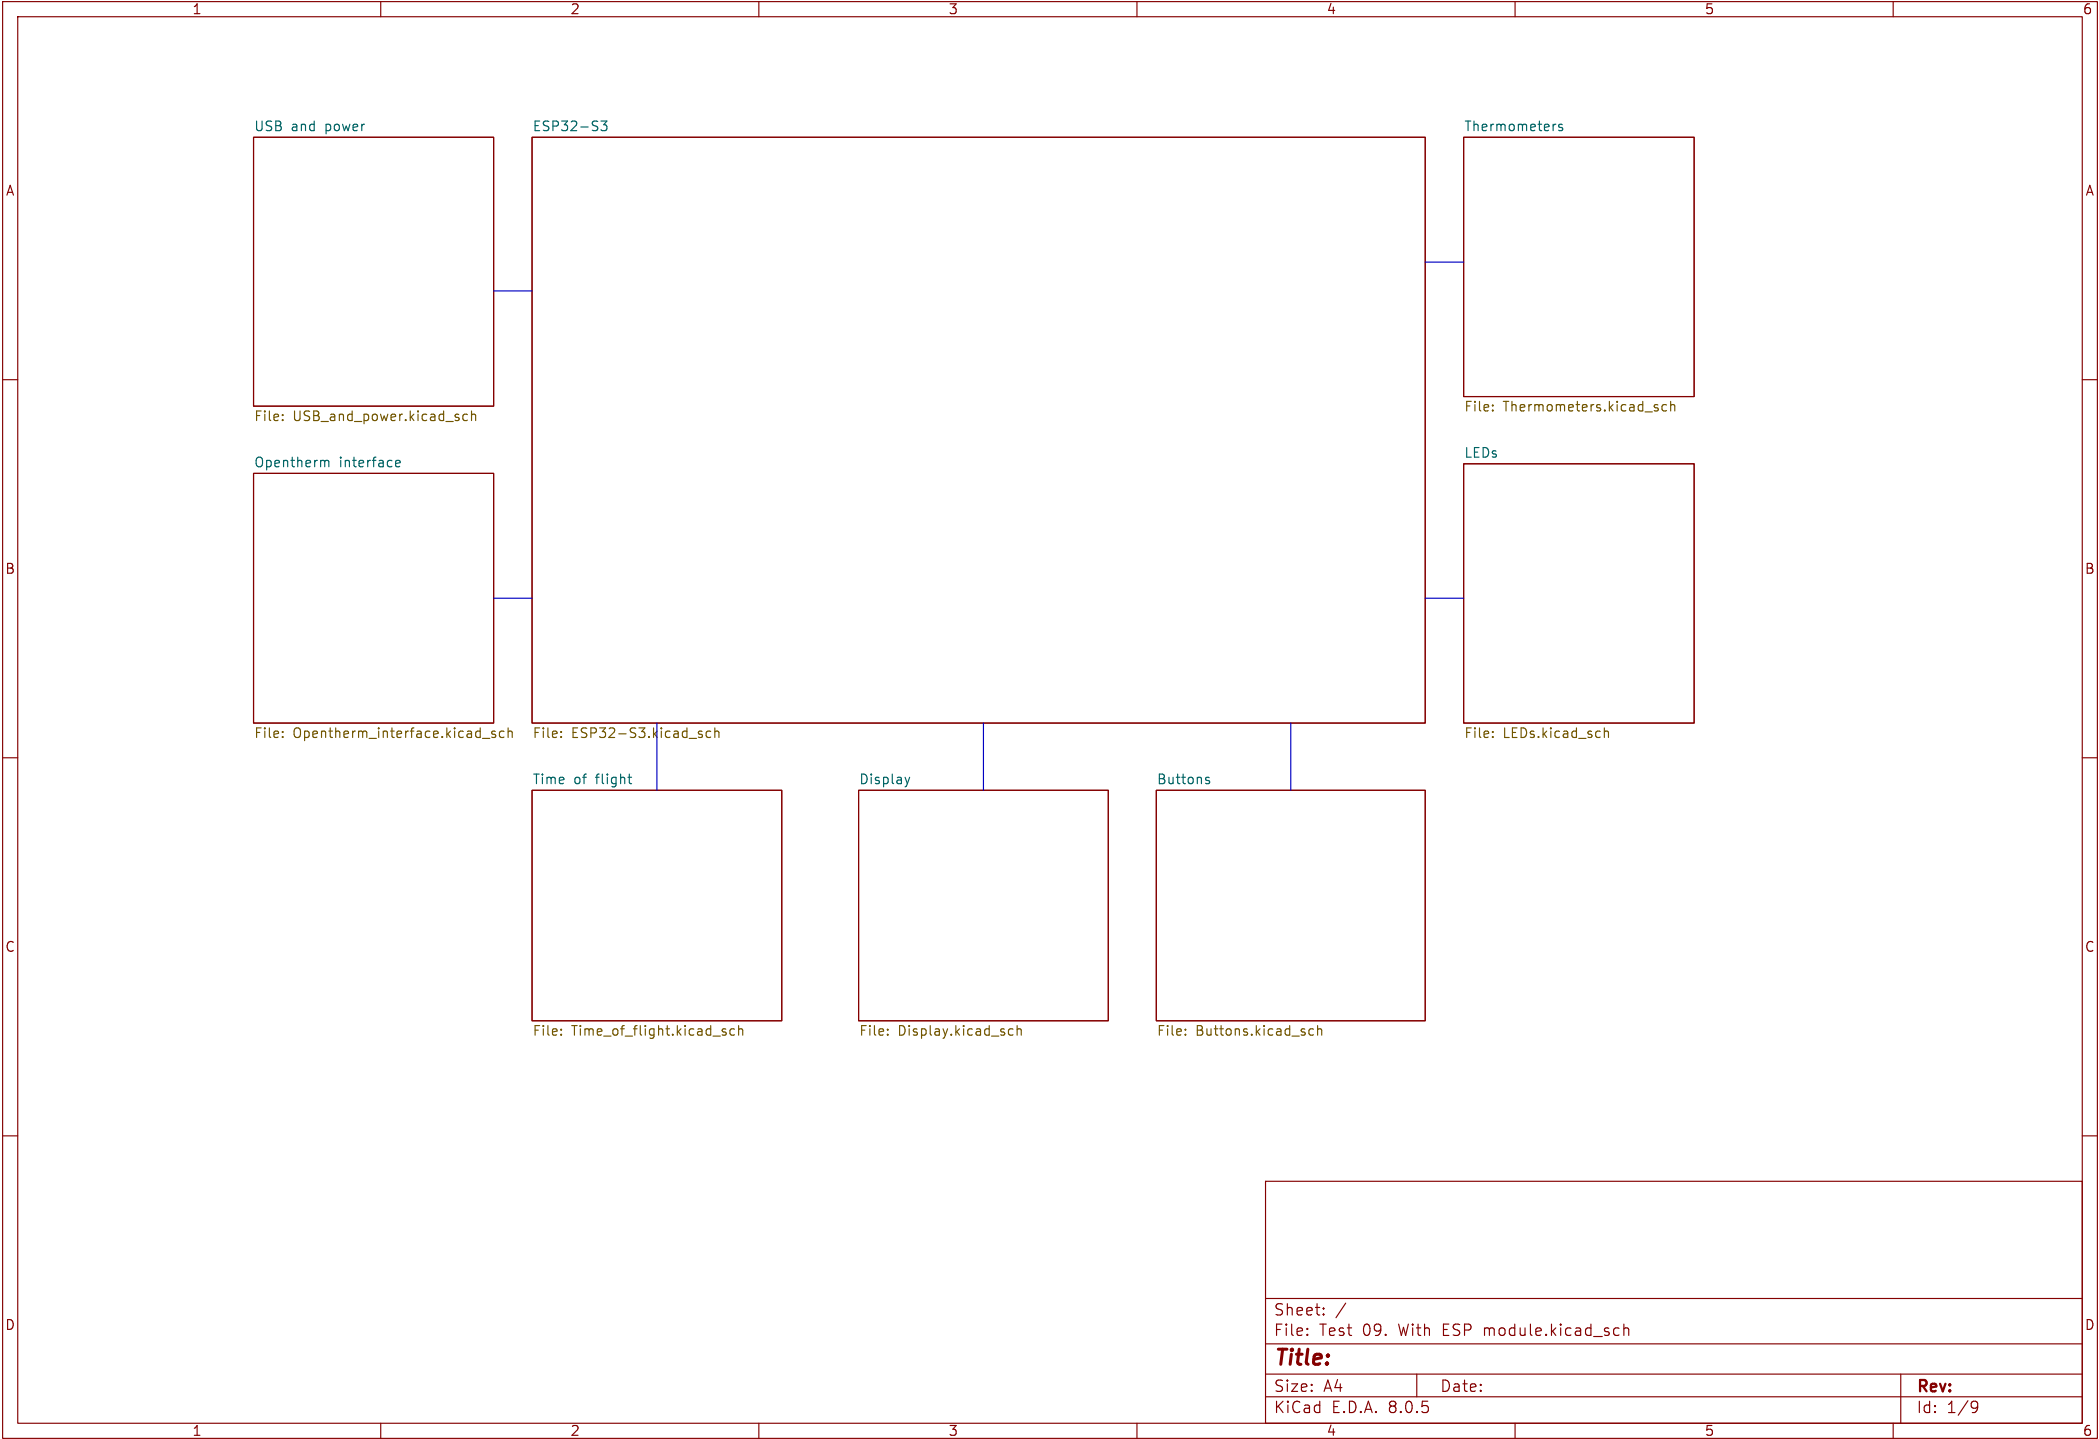 1 2 3 4 5 6
USB and power
ESP32-S3
Thermometers
A
A
File: Thermometers.kicad_sch
File: USB_and_power.kicad_sch
LEDs
Opentherm interface
B
B
File: Opentherm_interface.kicad_sch
File: ESP32-S3.kicad_sch
File: LEDs.kicad_sch
Time of flight
Display
Buttons
C
C
File: Time_of_flight.kicad_sch
File: Display.kicad_sch
File: Buttons.kicad_sch
Sheet: /
D
D
File: Test 09. With ESP module.kicad_sch
Title:
Size: A4
Date:
Rev:
KiCad E.D.A. 8.0.5
Id: 1/9
1 2 3 4 5 6